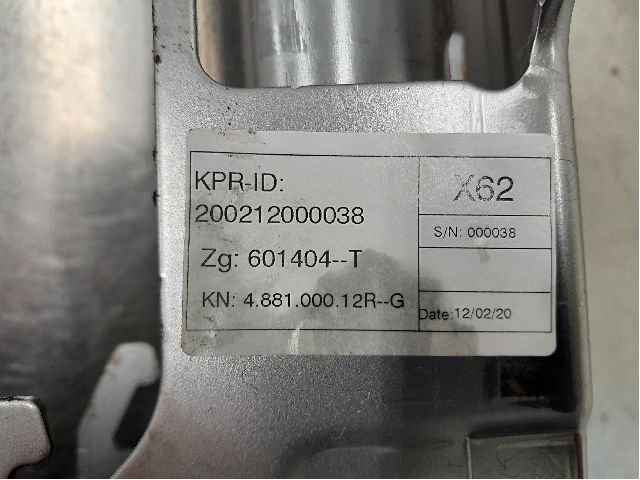 KPR-ID:
200212000038
Zg: 601404--T
KN: 4.881.000.12R--G
X62
S/N: 000038
Date:12/02/20